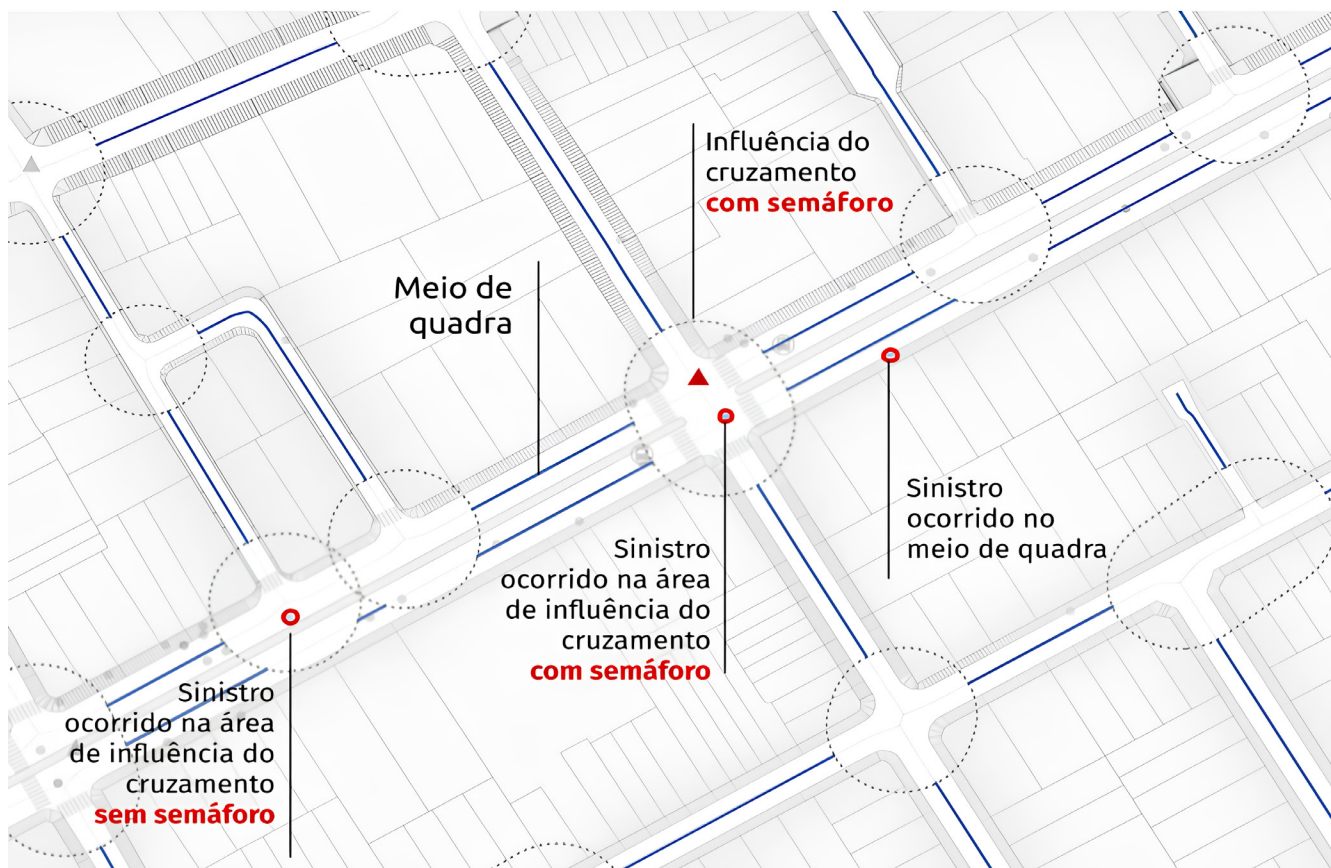 Influência do
cruzamento
com semáforo
Meio de
quadra
Sinistro
ocorrido no
meio de quadra
Sinistro
ocorrido na área
de influência do
cruzamento
com semáforo
Sinistro
ocorrido na área
de influência do
cruzamento
sem semáforo